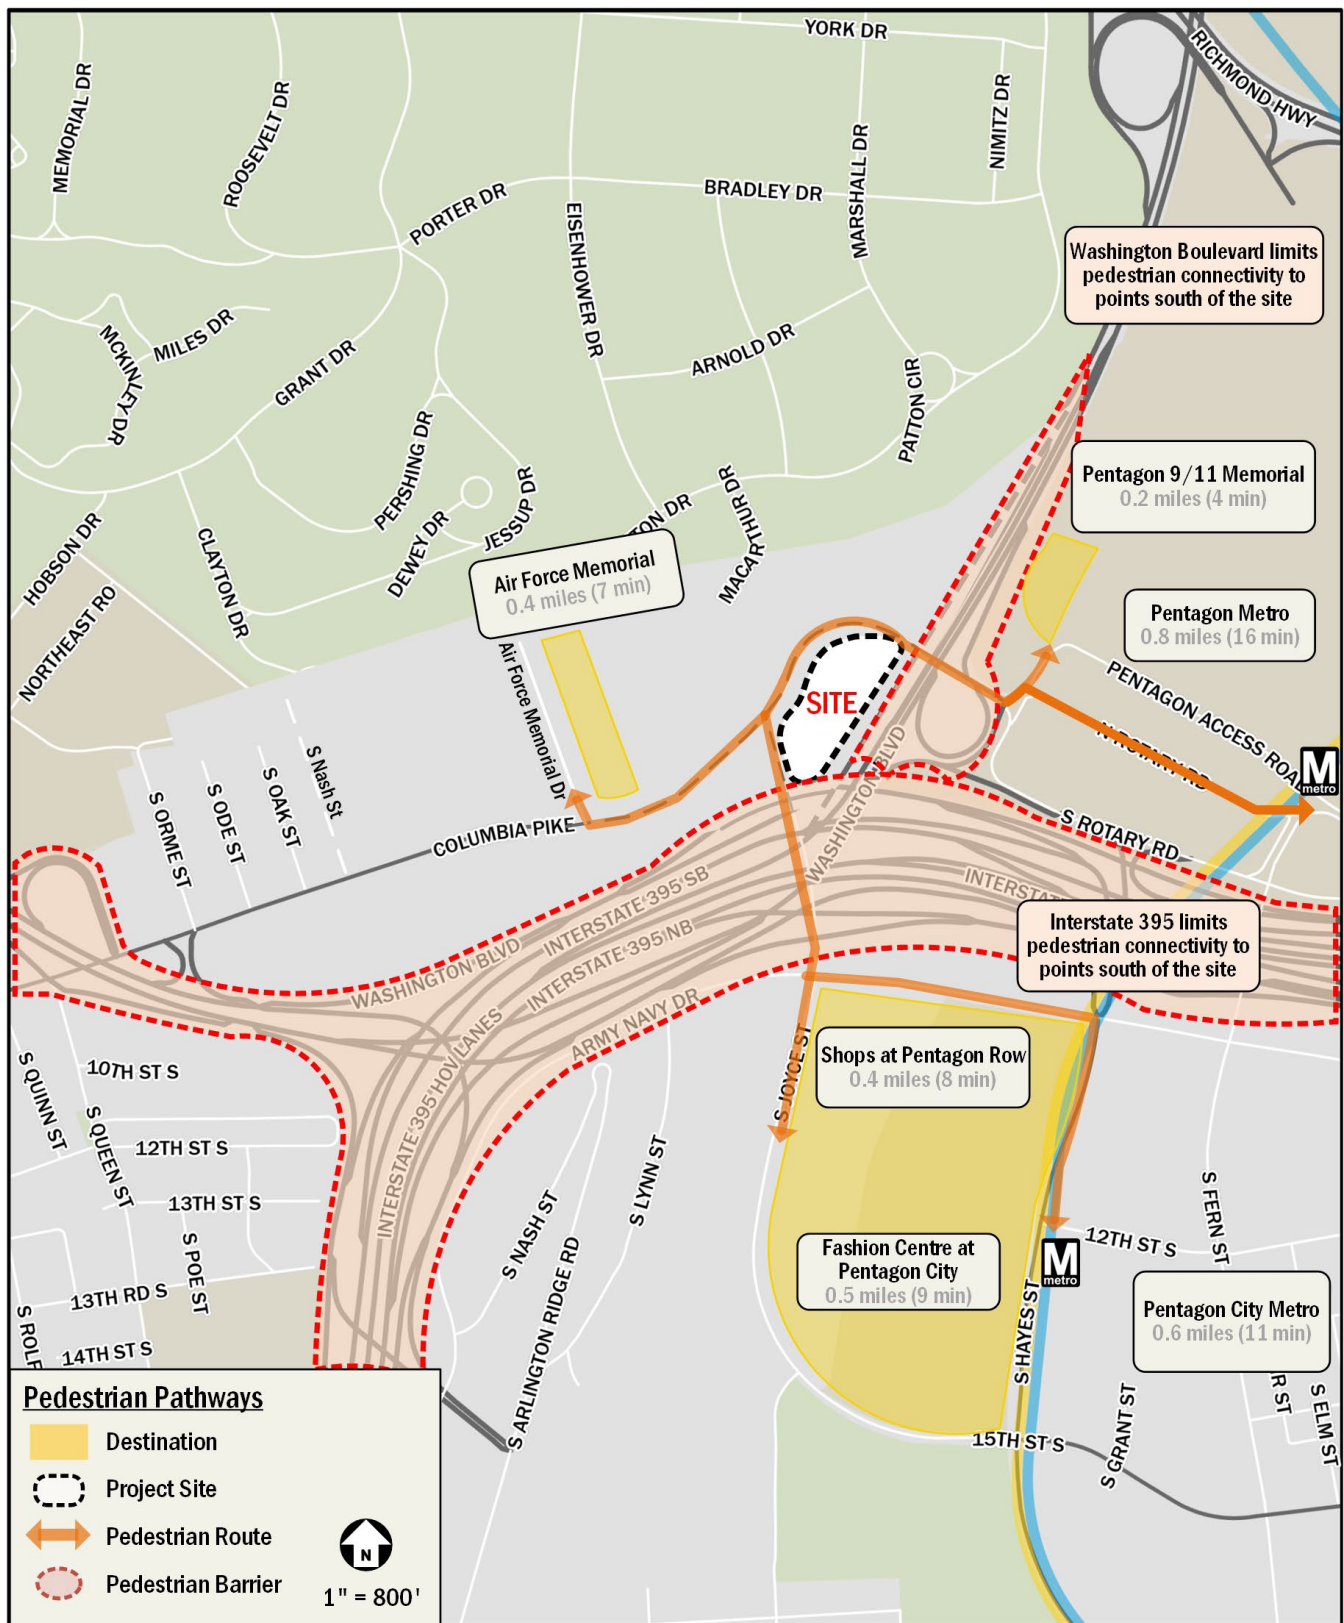 YORK DR
RICHMOND HWY
MEMORIAL DR
ROOSEVELT DR
NIMITZ DR
MARSHALL DR
BRADLEY DR
PORTER DR
EISENHOWER DR
Washington Boulevard limits
pedestrian connectivity to
points south of the site
MILES DR
MCKINLEY DR
GRANT DR
ARNOLD DR
PATTON CIR
PERSHING DR
Pentagon 9/11 Memorial
0.2 miles (4 min)
JESSUP DR
DEWEY DR
TON DR
MACARTHUR DR
HOBSON DR
CLAYTON DR
NORTHEAST RO
Air Force Memorial
0.4 miles (7 min)
Pentagon Metro
0.8 miles (16 min)
Air Force Memorial Dr
SITE
PENTAGON ACCESS ROAD
N ROTARY RD
M
metro
S Nash St
S OAK ST
S ODE ST
S ORME ST
COLUMBIA PIKE
WASHINGTON BLVD
S ROTARY RD
INTERSTATE 395 SB
INTERSTAT
INTERSTATE 395 NB
WASHINGTON BLVD
Interstate 395 limits
pedestrian connectivity to
points south of the site
ARMY NAVY DR
INTERSTATE 395 HOV LANES
S JOYCE ST
Shops at Pentagon Row
0.4 miles (8 min)
10TH ST S
S QUINN ST
S QUEEN ST
12TH ST S
13TH ST S
S POE ST
S LYNN ST
S NASH ST
S ARLINGTON RIDGE RD
S FERN ST
12TH ST S
Fashion Centre at
Pentagon City
0.5 miles (9 min)
M
metro
S HAYES ST
13TH RD S
S ROLF
14TH ST S
Pentagon City Metro
0.6 miles (11 min)
R ST
S ELM ST
S GRANT ST
15TH ST S
Pedestrian Pathways
Destination
Project Site
Pedestrian Route
Pedestrian Barrier
N
1" = 800'